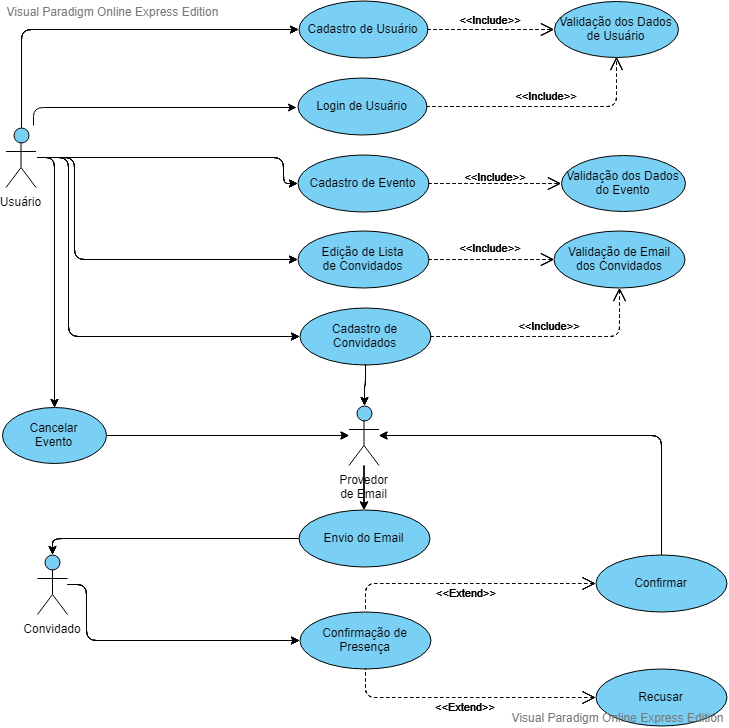 Visual Paradigm Online Express Edition
Cadastro de Usuário
<<Include>>
Validação dos Dados
de Usuário
Login de Usuário
<<Include>>
Usuário
Cadastro de Evento
<<Include>>
Validação dos Dados
do Evento
Edição de Lista
de Convidados
<<Include>>
Validação de Email
dos Convidados
Cadastro de
Convidados
<<Include>>
Cancelar
Evento
Provedor
de Email
Envio do Email
Convidado
Confirmação de
Presença
<<Extend>>
Confirmar
<<Extend>>
Recusar
Visual Paradigm Online Express Edition